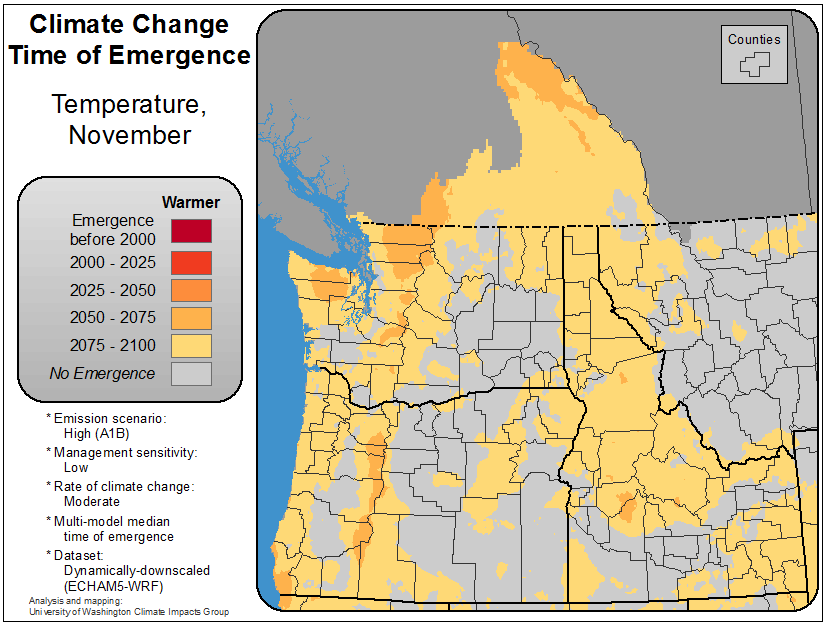 Climate Change
Time of Emergence
Temperature,
November
Warmer
Emergence
before 2000
2000 - 2025
2025 - 2050
2050 - 2075
2075 - 2100
No Emergence
* Emission scenario:
High (A1B)
* Management sensitivity:
Low
* Rate of climate change:
Moderate
* Multi-model median
time of emergence
* Dataset:
Dynamically-downscaled
(ECHAM5-WRF)
Analysis and mapping:
University of Washington Climate Impacts Group
Counties